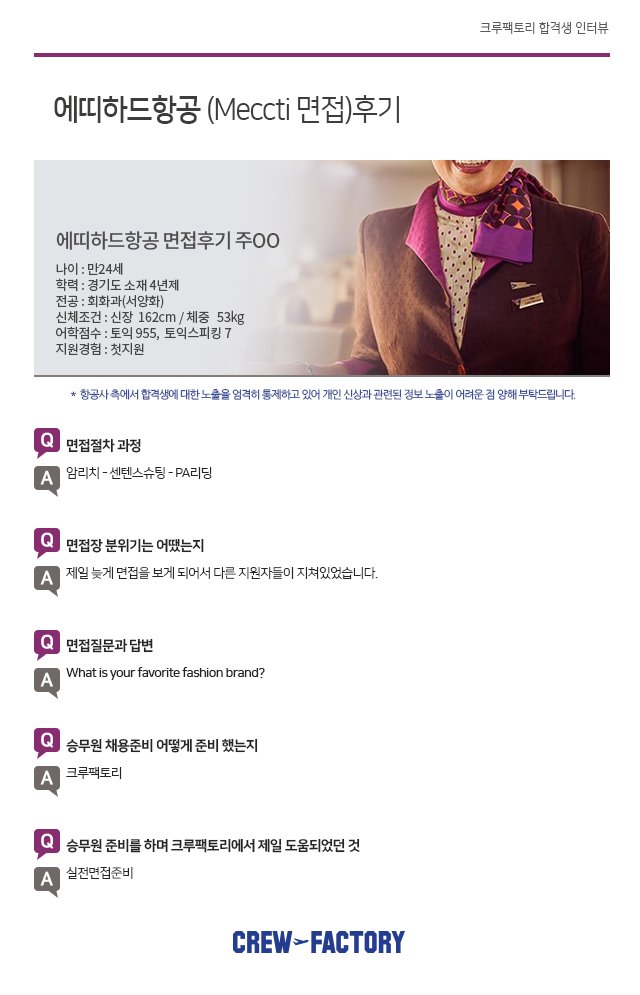 크루팩토리 합격생 인터뷰
에띠하드항공 (Meccti 면접)후기
에띠하드항공 면접후기 주OO
나이 : 만24세
학력 : 경기도 소재 4년제
전공 : 회화과(서양화)
신체조건 : 신장 162cm / 체중 53kg
어학점수 : 토익 955, 토익스피킹 7
지원경험 : 첫지원
* 항공사 측에서 합격생에 대한 노출을 엄격히 통제하고 있어 개인 신상과 관련된 정보 노출이 어려운 점 양해 부탁드립니다.
Q 면접절차 과정
A 암리치 - 센텐스슈팅 - PA리딩
Q 면접장 분위기는 어땠는지
A 제일 늦게 면접을 보게 되어서 다른 지원자들이 지쳐있었습니다.
Q 면접질문과 답변
A What is your favorite fashion brand?
Q 승무원 채용준비 어떻게 준비 했는지
A 크루팩토리
Q 승무원 준비를 하며 크루팩토리에서 제일 도움되었던 것
A 실전면접준비
CREW FACTORY